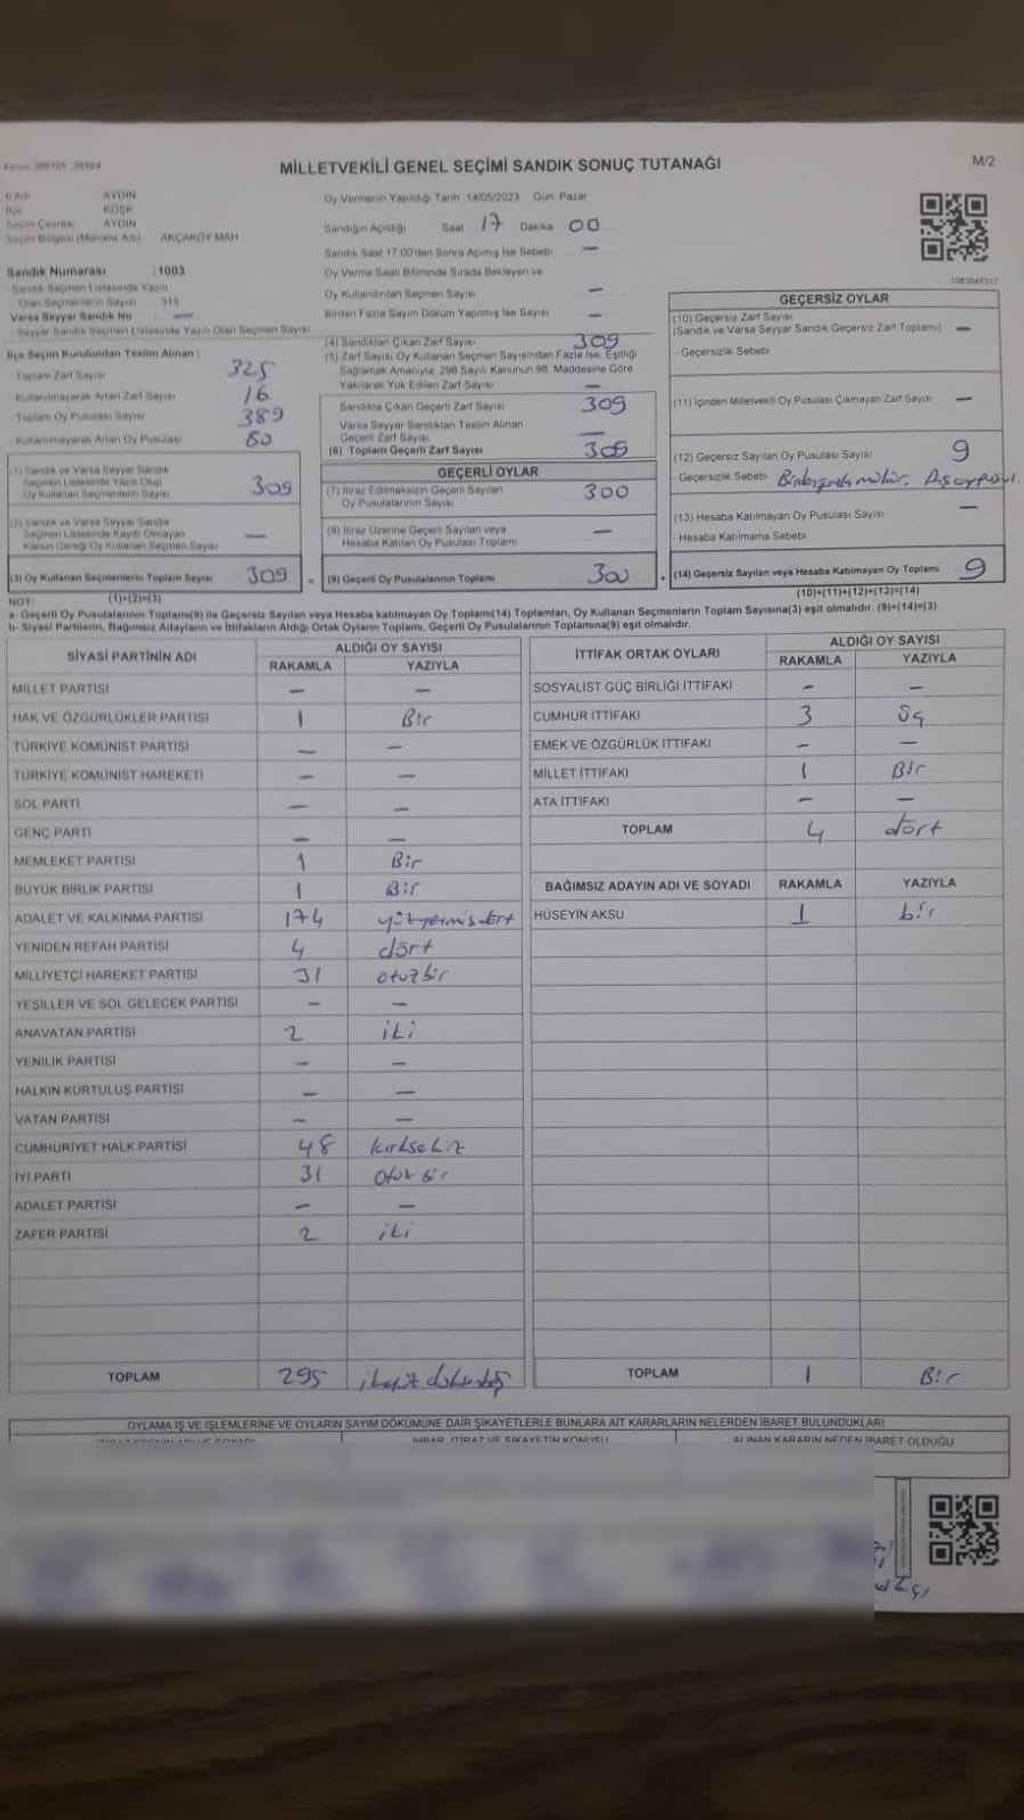 MİLLETVEKİLİ GENEL SEÇİMİ SANDIK SONUÇ TUTANAĞI
M/2
AYDIN
KÖŞK
AYDIN
AKÇAKÖY MAH
Oy Vermenin Yapıldığı Tarih: 14/05/2023 Gün: Pazar
Sandığın Açıldığı Saat 17 Dakika 00
Sandık Saat 17:00'den Sonra Açılmış İse Sebebi —
Oy Verme Saati Bitiminde Sırada Bekleyen ve
Oy Kullandırılan Seçmen Sayısı —
Birden Fazla Sayım Döküm Yapılmış İse Sayısı —
Sandık Numarası :1003
Sandık Seçmen Listesinde Yazılı
Olan Seçmenlerin Sayısı 315
Varsa Seyyar Sandık No —
Seyyar Sandık Seçmen Listesinde Yazılı Olan Seçmen Sayısı
İlçe Seçim Kurulundan Teslim Alınan:
Toplam Zarf Sayısı 325
Kullanılmayarak Artan Zarf Sayısı 16
Toplam Oy Pusulası Sayısı 389
Kullanılmayarak Artan Oy Pusulası 80
(1) Sandık ve Varsa Seyyar Sandık
Seçmen Listesinde Yazılı Olup
Oy Kullanan Seçmenlerin Sayısı 309
(2) Sandık ve Varsa Seyyar Sandık
Seçmen Listesinde Kayıtlı Olmayan
Kanun Gereği Oy Kullanan Seçmen Sayısı —
(3) Oy Kullanan Seçmenlerin Toplam Sayısı 309
(1)+(2)=(3)
(4) Sandıktan Çıkan Zarf Sayısı 309
(5) Zarf Sayısı Oy Kullanan Seçmen Sayısından Fazla İse, Eşitliği
Sağlamak Amacıyla 298 Sayılı Kanunun 98. Maddesine Göre
Yakılarak Yok Edilen Zarf Sayısı —
Sandıkta Çıkan Geçerli Zarf Sayısı 309
Varsa Seyyar Sandıktan Teslim Alınan
Geçerli Zarf Sayısı —
(6) Toplam Geçerli Zarf Sayısı 309
GEÇERLİ OYLAR
(7) İtiraz Edilmeksizin Geçerli Sayılan
Oy Pusulalarının Sayısı 300
(8) İtiraz Üzerine Geçerli Sayılan veya
Hesaba Katılan Oy Pusulası Toplamı —
(9) Geçerli Oy Pusulalarının Toplamı 300
GEÇERSİZ OYLAR
(10) Geçersiz Zarf Sayısı
(Sandık ve Varsa Seyyar Sandık Geçersiz Zarf Toplamı) —
- Geçersizlik Sebebi
(11) İçinden Milletvekili Oy Pusulası Çıkmayan Zarf Sayısı —
(12) Geçersiz Sayılan Oy Pusulası Sayısı 9
- Geçersizlik Sebebi
(13) Hesaba Katılmayan Oy Pusulası Sayısı —
- Hesaba Katılmama Sebebi
(14) Geçersiz Sayılan veya Hesaba Katılmayan Oy Toplamı 9
(10)+(11)+(12)+(13)=(14)
NOT:
a- Geçerli Oy Pusulalarının Toplamı(9) ile Geçersiz Sayılan veya Hesaba katılmayan Oy Toplamı(14) Toplamları, Oy Kullanan Seçmenlerin Toplam Sayısına(3) eşit olmalıdır. (9)+(14)=(3)
b- Siyasi Partilerin, Bağımsız Adayların ve İttifakların Aldığı Ortak Oyların Toplamı, Geçerli Oy Pusulalarının Toplamına(9) eşit olmalıdır.
SİYASİ PARTİNİN ADI ALDIĞI OY SAYISI
RAKAMLA YAZIYLA
MİLLET PARTİSİ — —
HAK VE ÖZGÜRLÜKLER PARTİSİ 1 Bir
TÜRKİYE KOMÜNİST PARTİSİ — —
TÜRKİYE KOMÜNİST HAREKETİ — —
SOL PARTİ — —
GENÇ PARTİ — —
MEMLEKET PARTİSİ 1 Bir
BÜYÜK BİRLİK PARTİSİ 1 Bir
ADALET VE KALKINMA PARTİSİ 174
YENİDEN REFAH PARTİSİ 4 dört
MİLLİYETÇİ HAREKET PARTİSİ 31 otuzbir
YEŞİLLER VE SOL GELECEK PARTİSİ — —
ANAVATAN PARTİSİ 2 iki
YENİLİK PARTİSİ — —
HALKIN KURTULUŞ PARTİSİ — —
VATAN PARTİSİ — —
CUMHURİYET HALK PARTİSİ 48 kırksekiz
İYİ PARTİ 31 otuz bir
ADALET PARTİSİ — —
ZAFER PARTİSİ 2 iki
TOPLAM 295
İTTİFAK ORTAK OYLARI ALDIĞI OY SAYISI
RAKAMLA YAZIYLA
SOSYALİST GÜÇ BİRLİĞİ İTTİFAKI — —
CUMHUR İTTİFAKI 3 üç
EMEK VE ÖZGÜRLÜK İTTİFAKI — —
MİLLET İTTİFAKI 1 Bir
ATA İTTİFAKI — —
TOPLAM 4 dört
BAĞIMSIZ ADAYIN ADI VE SOYADI RAKAMLA YAZIYLA
HÜSEYİN AKSU 1 bir
TOPLAM 1 Bir
OYLAMA İŞ VE İŞLEMLERİNE VE OYLARIN SAYIM DÖKÜMÜNE DAİR ŞİKAYETLERLE BUNLARA AİT KARARLARIN NELERDEN İBARET BULUNDUKLARI
İHBAR, İTİRAZ VE ŞİKAYETİN KONUSU
ALINAN KARARIN NEDEN İBARET OLDUĞU